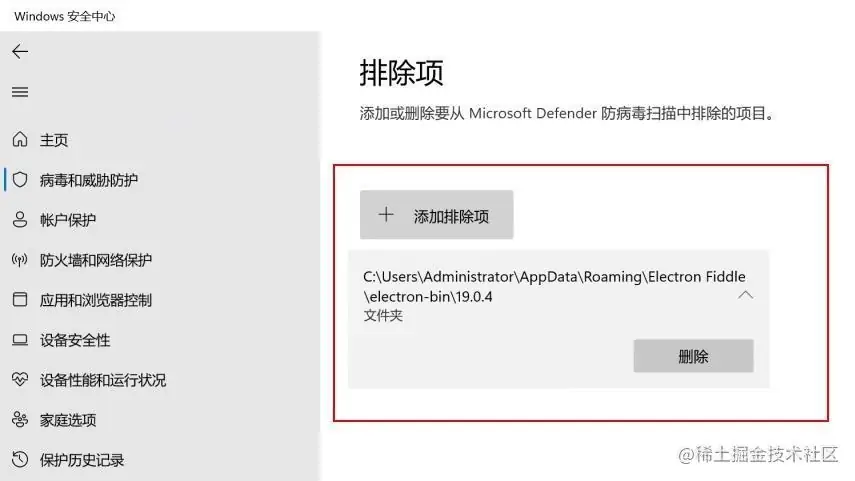 Windows 安全中心
排除项
添加或删除要从 Microsoft Defender 防病毒扫描中排除的项目。
主页
病毒和威胁防护
帐户保护
防火墙和网络保护
应用和浏览器控制
设备安全性
设备性能和运行状况
家庭选项
保护历史记录
添加排除项
C:\Users\Administrator\AppData\Roaming\Electron Fiddle
\electron-bin\19.0.4
文件夹
删除
@稀土掘金技术社区